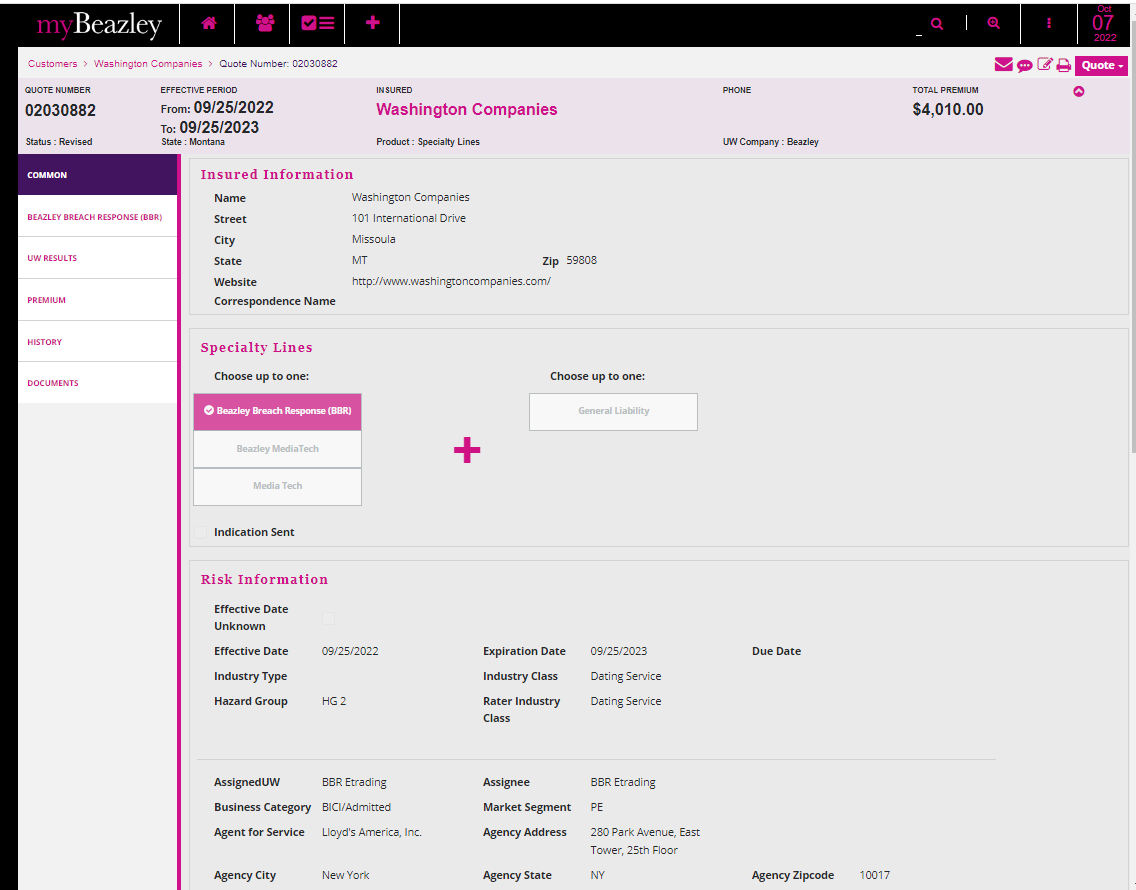 myBeazley
Oct
07
2022
Customers > Washington Companies > Quote Number: 02030882
Quote
QUOTE NUMBER
02030882
Status : Revised
EFFECTIVE PERIOD
From: 09/25/2022
To: 09/25/2023
State : Montana
INSURED
Washington Companies
Product : Specialty Lines
PHONE
UW Company : Beazley
TOTAL PREMIUM
$4,010.00
COMMON
BEAZLEY BREACH RESPONSE (BBR)
UW RESULTS
PREMIUM
HISTORY
DOCUMENTS
Insured Information
Name Washington Companies
Street 101 International Drive
City Missoula
State MT Zip 59808
Website http://www.washingtoncompanies.com/
Correspondence Name
Specialty Lines
Choose up to one: Choose up to one:
Beazley Breach Response (BBR) General Liability
Beazley MediaTech
Media Tech
Indication Sent
Risk Information
Effective Date
Unknown
Effective Date 09/25/2022 Expiration Date 09/25/2023 Due Date
Industry Type Industry Class Dating Service
Hazard Group HG 2 Rater Industry Dating Service
Class
AssignedUW BBR Etrading Assignee BBR Etrading
Business Category BICI/Admitted Market Segment PE
Agent for Service Lloyd's America, Inc. Agency Address 280 Park Avenue, East
Tower, 25th Floor
Agency City New York Agency State NY Agency Zipcode 10017